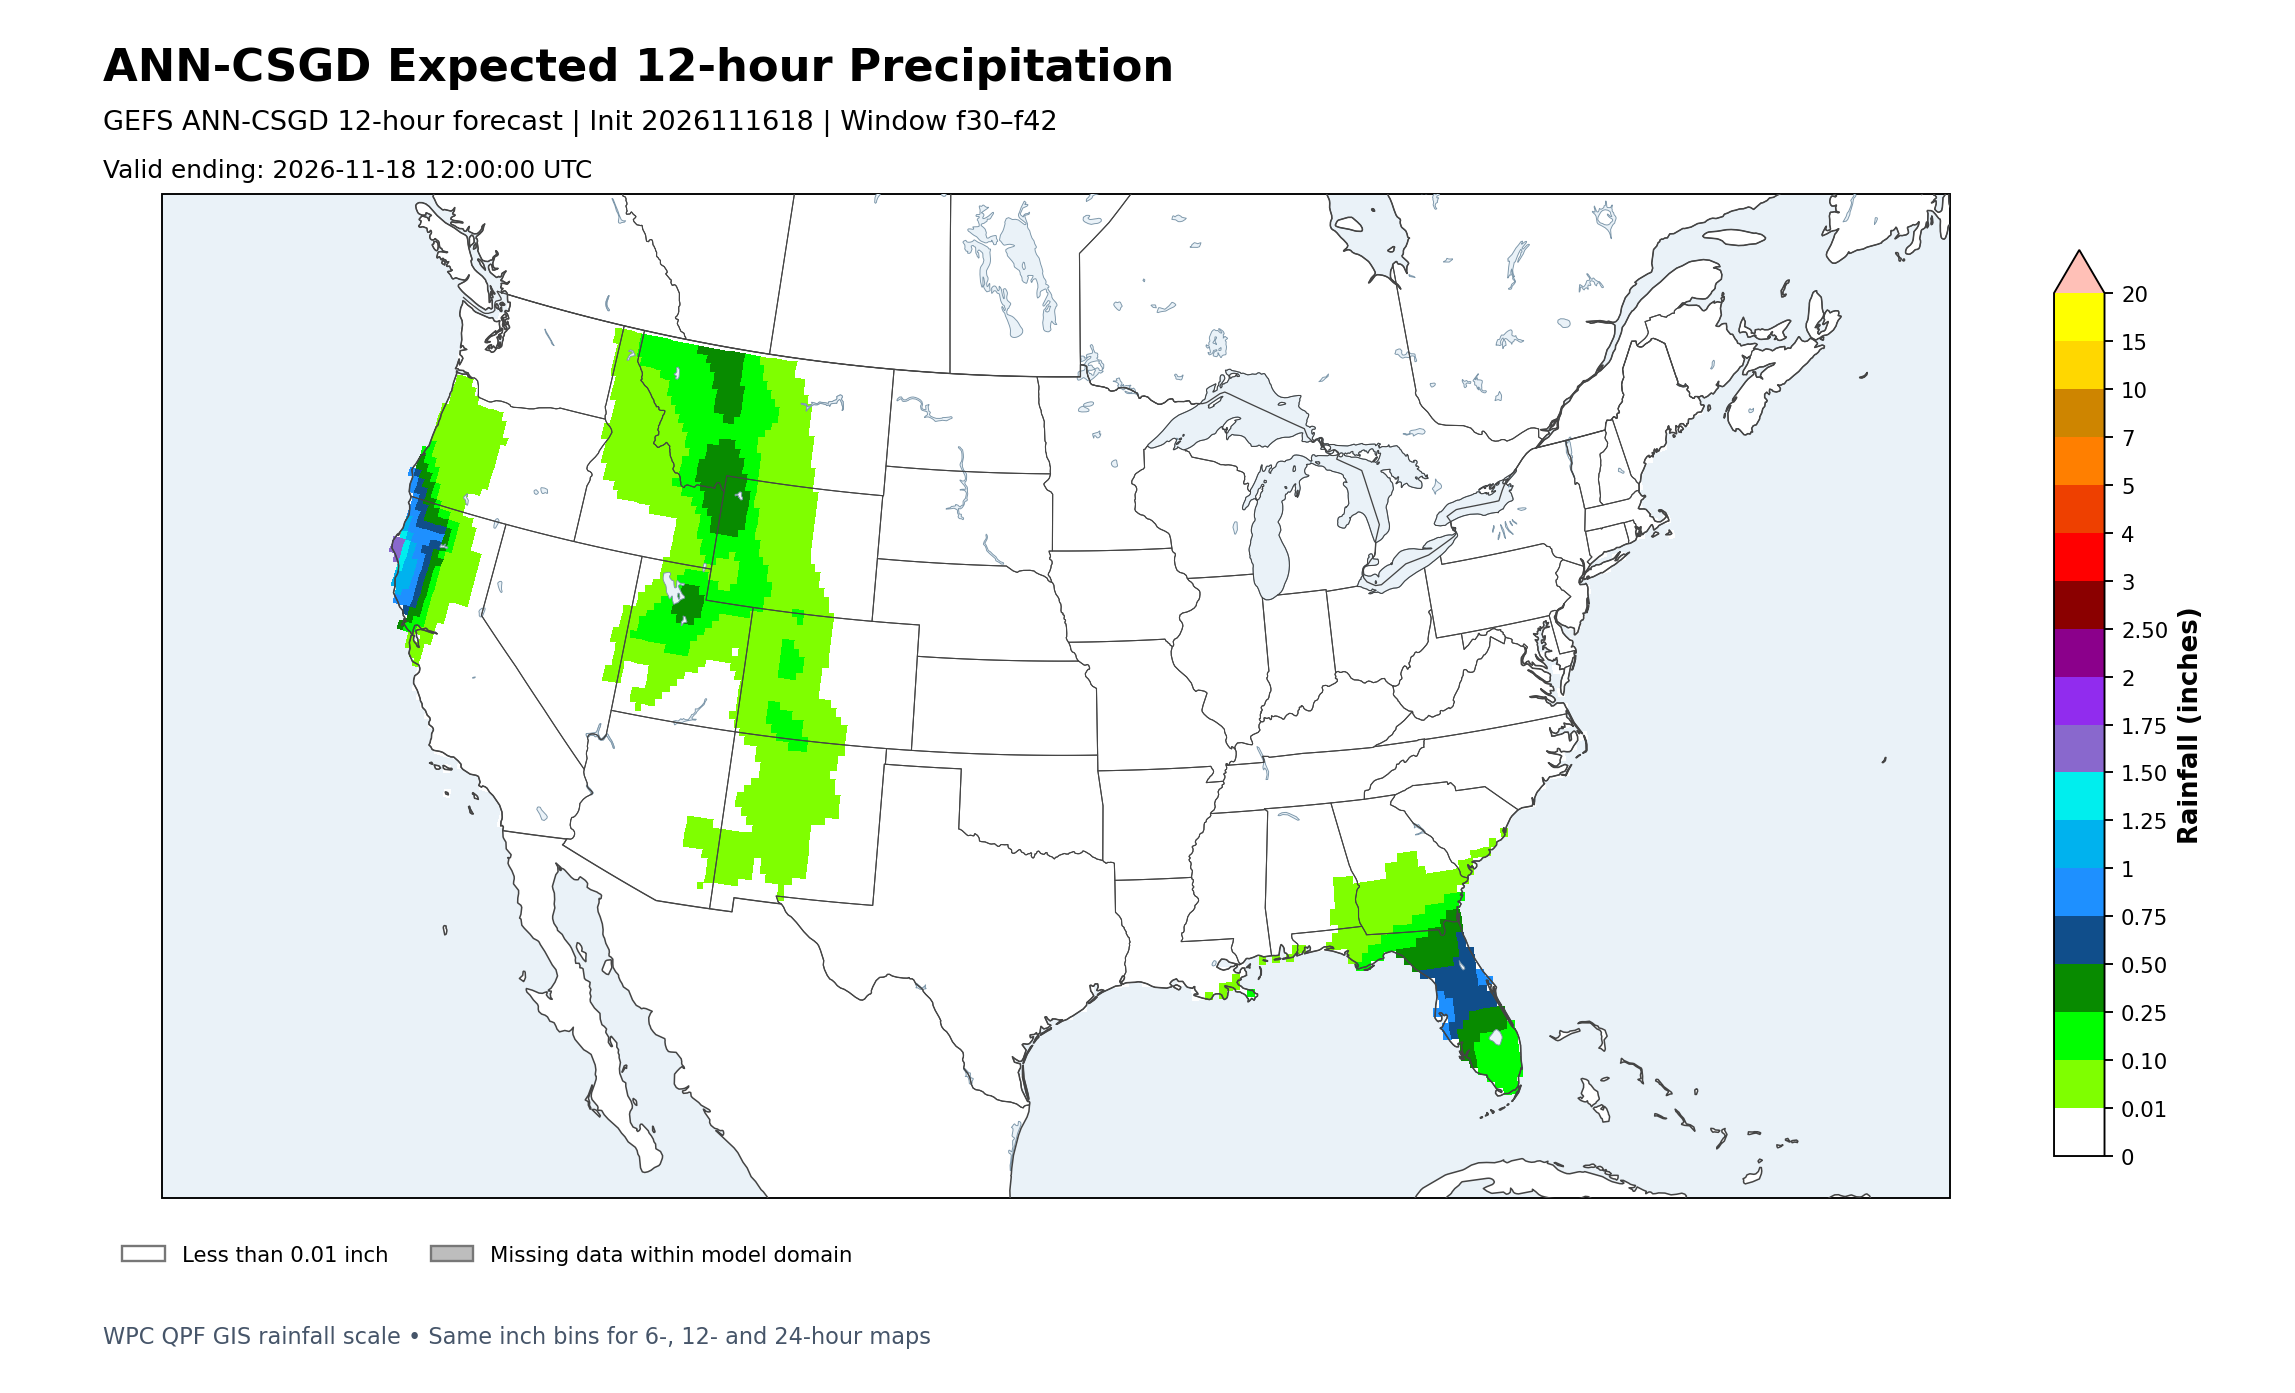 ANN-CSGD Expected 12-hour Precipitation
GEFS ANN-CSGD 12-hour forecast | Init 2026111618 | Window f30–f42
Valid ending: 2026-11-18 12:00:00 UTC
20
15
10
7
5
4
3
2.50
2
1.75
1.50
1.25
1
0.75
0.50
0.25
0.10
0.01
0
Rainfall (inches)
Less than 0.01 inch
Missing data within model domain
WPC QPF GIS rainfall scale • Same inch bins for 6-, 12- and 24-hour maps